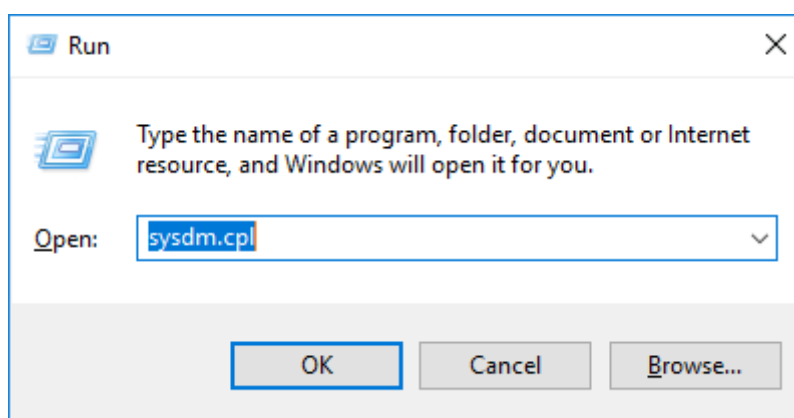 Run
Type the name of a program, folder, document or Internet
resource, and Windows will open it for you.
Open: sysdm.cpl
OK Cancel Browse...